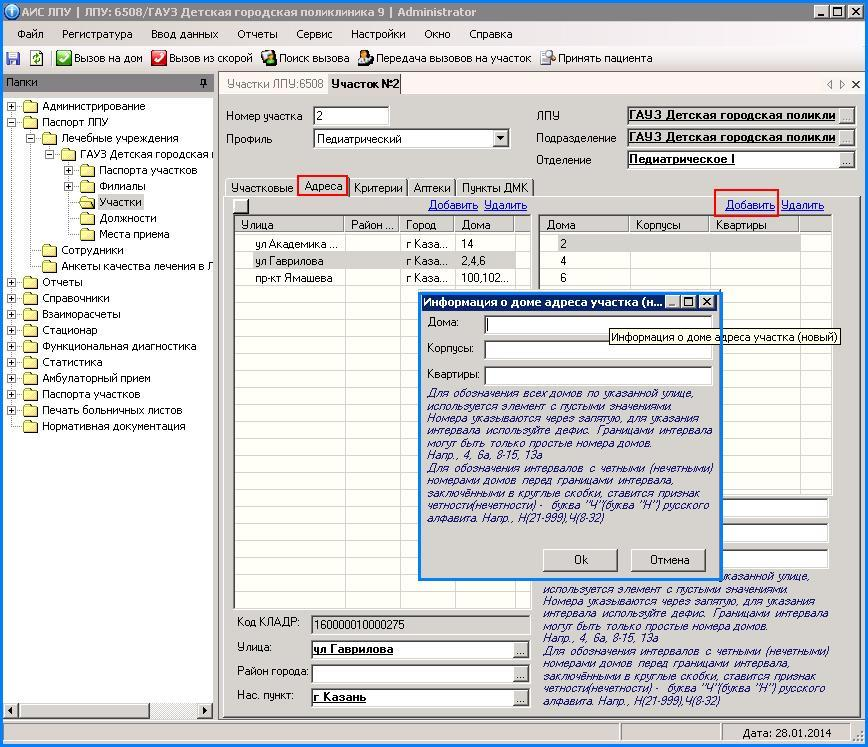 АИС ЛПУ | ЛПУ: 6508/ГАУЗ Детская городская поликлиника 9 | Administrator
Файл Регистратура Ввод данных Отчеты Сервис Настройки Окно Справка
Вызов на дом Вызов из скорой Поиск вызова Передача вызовов на участок Принять пациента
Папки
Администрирование
Паспорт ЛПУ
Лечебные учреждения
ГАУЗ Детская городская
Паспорта участков
Филиалы
Участки
Должности
Места приема
Сотрудники
Анкеты качества лечения в Л
Отчеты
Справочники
Взаиморасчеты
Стационар
Функциональная диагностика
Статистика
Амбулаторный прием
Паспорта участков
Печать больничных листов
Нормативная документация
Участки ЛПУ:6508 Участок №2
Номер участка 2
Профиль Педиатрический
ЛПУ ГАУЗ Детская городская поликли ...
Подразделение ГАУЗ Детская городская поликли ...
Отделение Педиатрическое I ...
Участковые Адреса Критерии Аптеки Пункты ДМК
Добавить Удалить
Улица Район ... Город Дома
ул Академика ... г Каза... 14
ул Гаврилова г Каза... 2,4,6
пр-кт Ямашева г Каза... 100,102...
Добавить Удалить
Дома Корпусы Квартиры
2
4
6
Информация о доме адреса участка (н...
Дома:
Информация о доме адреса участка (новый)
Корпусы:
Квартиры:
Для обозначения всех домов по указанной улице,
используется элемент с пустыми значениями.
Номера указываются через запятую, для указания
интервала используйте дефис. Границами интервала
могут быть только простые номера домов.
Напр., 4, 6а, 8-15, 13а
Для обозначения интервалов с четными (нечетными)
номерами домов перед границами интервала,
заключёнными в круглые скобки, ставится признак
четности(нечетности) - буква "Ч"(буква "Н") русского
алфавита. Напр., Н(21-999),Ч(8-32)
Ok Отмена
казанной улице,
используется элемент с пустыми значениями.
Номера указываются через запятую, для указания
интервала используйте дефис. Границами интервала
могут быть только простые номера домов.
Напр., 4, 6а, 8-15, 13а
Для обозначения интервалов с четными (нечетными)
номерами домов перед границами интервала,
заключёнными в круглые скобки, ставится признак
четности(нечетности) - буква "Ч"(буква "Н") русского
алфавита. Напр., Н(21-999),Ч(8-32)
Код КЛАДР: 160000010000275
Улица: ул Гаврилова ...
Район города: ...
Нас. пункт: г Казань ...
Дата: 28.01.2014